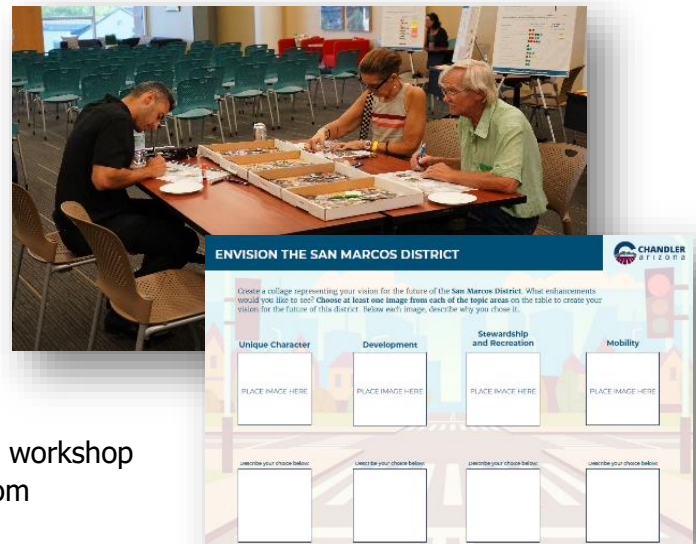 ENVISION THE SAN MARCOS DISTRICT
CHANDLER
arizona
Create a collage representing your vision for the future of the San Marcos District. What enhancements
would you like to see? Choose at least one image from each of the topic areas on the table to create your
vision for the future of this district. Below each image, describe why you chose it.
Unique Character
Development
Stewardship
and Recreation
Mobility
PLACE IMAGE HERE
PLACE IMAGE HERE
PLACE IMAGE HERE
PLACE IMAGE HERE
Describe your choice below:
Describe your choice below:
Describe your choice below:
Describe your choice below:
workshop
om